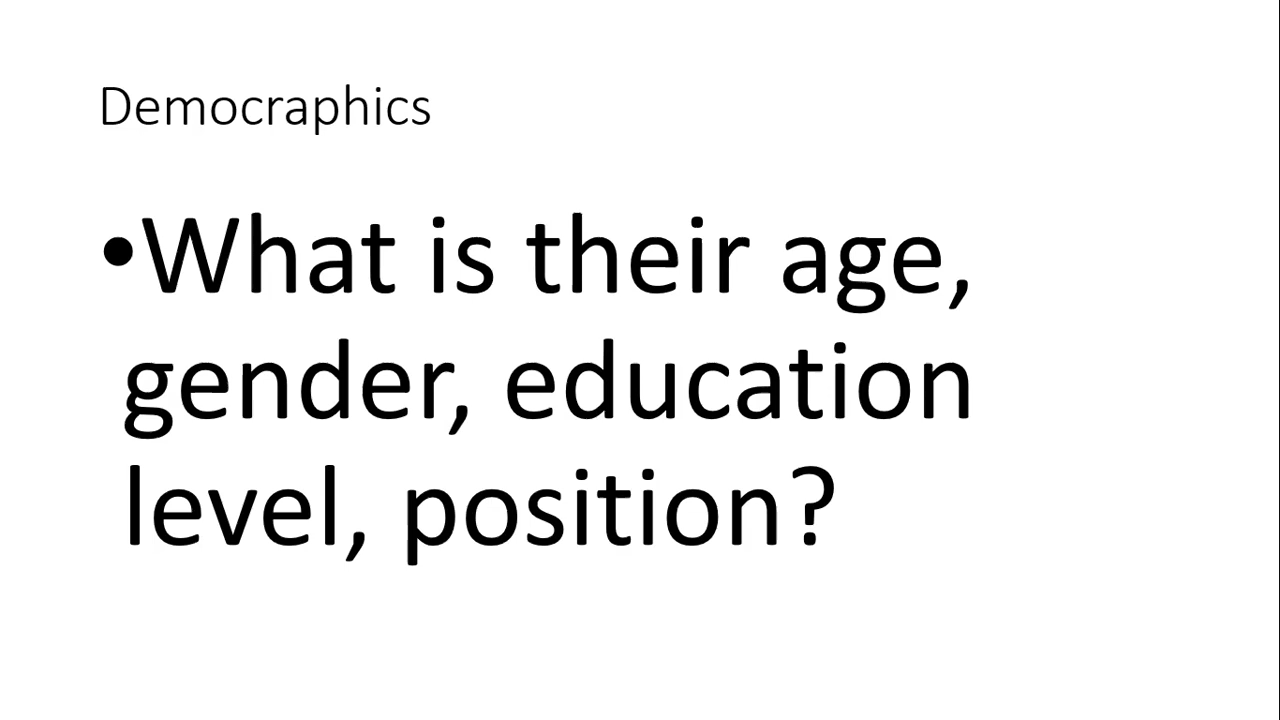 Democraphics
•What is their age,
gender, education
level, position?